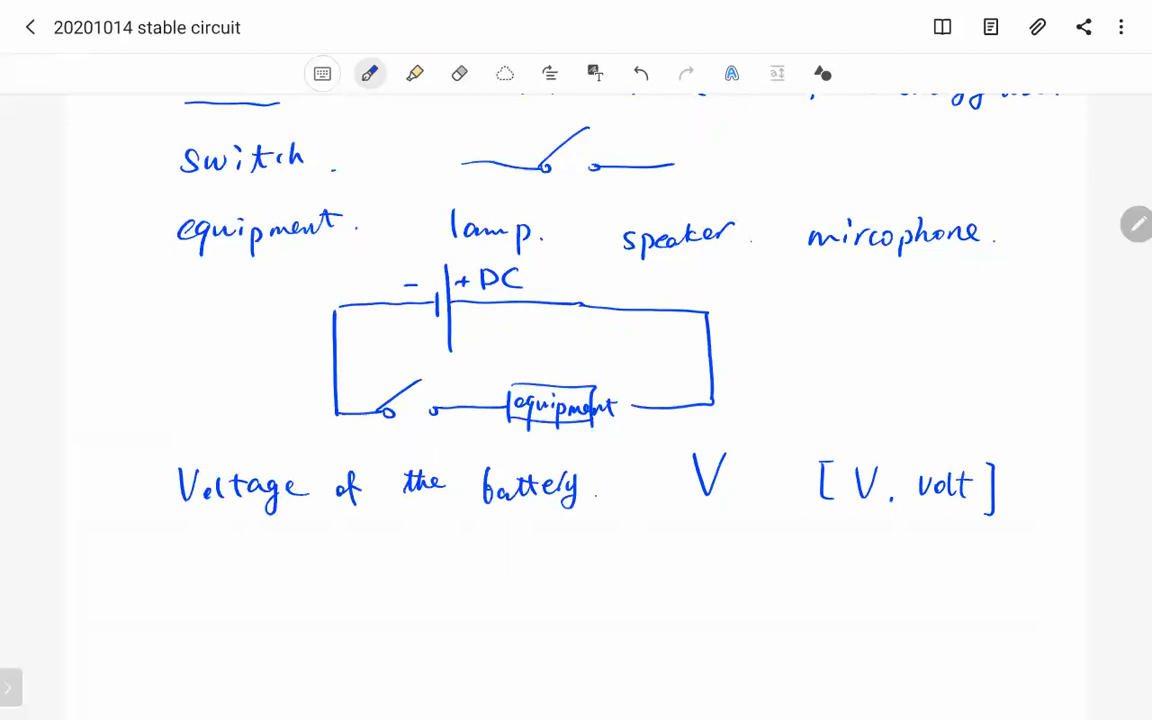 20201014 stable circuit
switch.
equipment. lamp. speaker. mircophone.
- + DC
equipment
Voltage of the battery. V [V. volt]